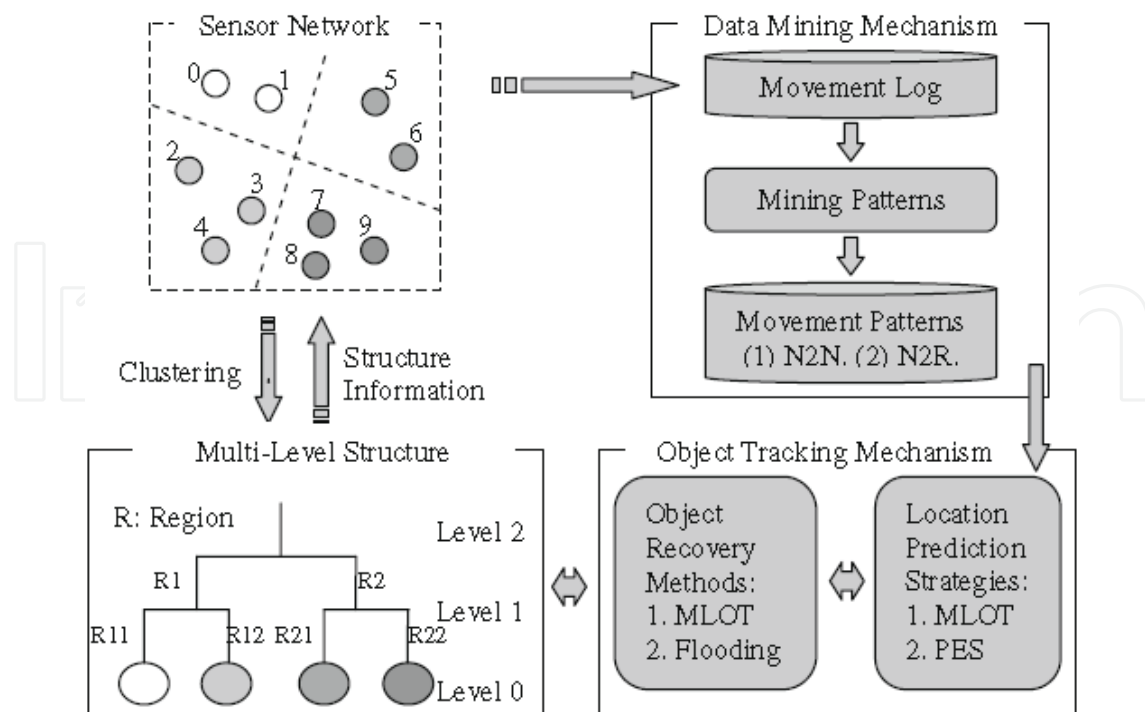 Sensor Network
0
1
5
6
2
3
4
7
8
9
Data Mining Mechanism
Movement Log
Mining Patterns
Movement Patterns
(1) N2N. (2) N2R.
Clustering
Structure
Information
Multi-Level Structure
R: Region
Level 2
R1
R2
Level 1
R11
R12
R21
R22
Level 0
Object Tracking Mechanism
Object
Recovery
Methods:
1. MLOT
2. Flooding
Location
Prediction
Strategies:
1. MLOT
2. PES